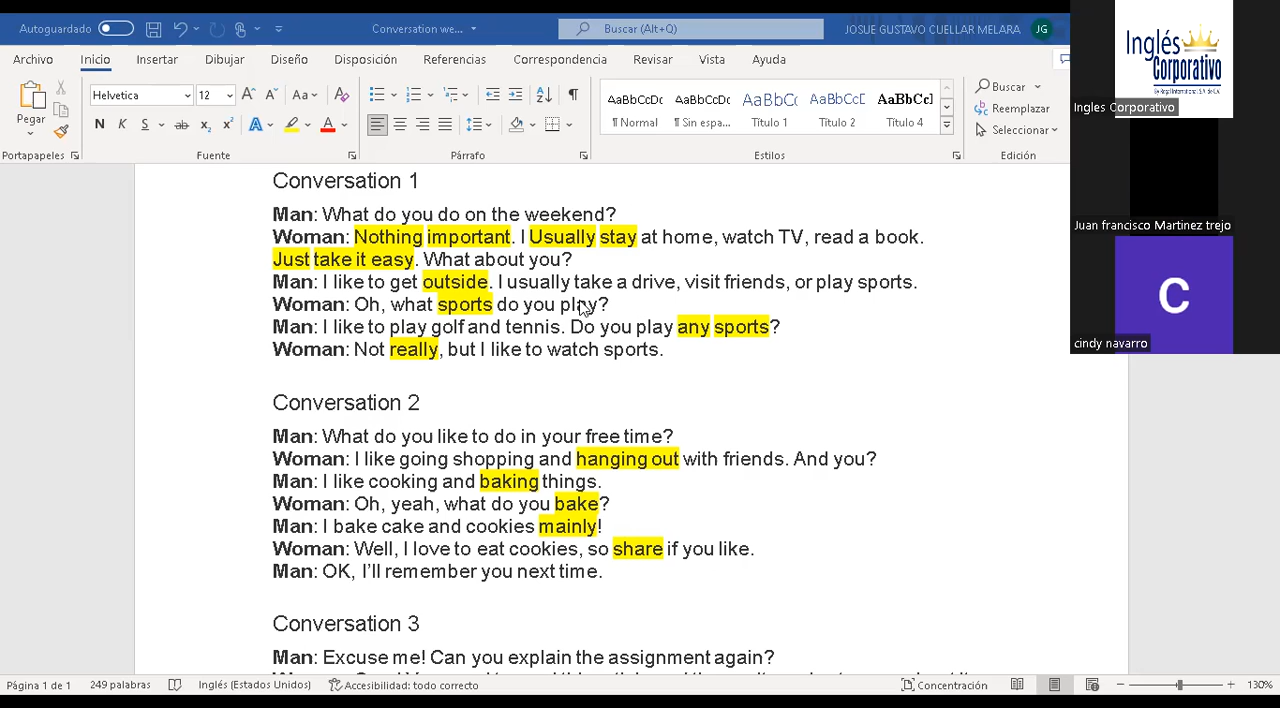 Autoguardado
Conversation we...
Buscar (Alt+Q)
JOSUE GUSTAVO CUELLAR MELARA
JG
Archivo Inicio Insertar Dibujar Diseño Disposición Referencias Correspondencia Revisar Vista Ayuda
Pegar
Portapapeles
Helvetica 12
Aa
N K S ab x₂ x² A A
Fuente
Párrafo
AaBbCcDc AaBbCcDc AaBbCcD AaBbCcD AaBbCcI
¶ Normal ¶ Sin espa... Título 1 Título 2 Título 4
Estilos
Buscar
Reemplazar
Seleccionar
Edición
Inglés
Corporativo
Ingles Corporativo
Juan francisco Martinez trejo
C
cindy navarro
Conversation 1
Man: What do you do on the weekend?
Woman: Nothing important. I Usually stay at home, watch TV, read a book.
Just take it easy. What about you?
Man: I like to get outside. I usually take a drive, visit friends, or play sports.
Woman: Oh, what sports do you play?
Man: I like to play golf and tennis. Do you play any sports?
Woman: Not really, but I like to watch sports.
Conversation 2
Man: What do you like to do in your free time?
Woman: I like going shopping and hanging out with friends. And you?
Man: I like cooking and baking things.
Woman: Oh, yeah, what do you bake?
Man: I bake cake and cookies mainly!
Woman: Well, I love to eat cookies, so share if you like.
Man: OK, I'll remember you next time.
Conversation 3
Man: Excuse me! Can you explain the assignment again?
Página 1 de 1 249 palabras Inglés (Estados Unidos) Accesibilidad: todo correcto Concentración 130%